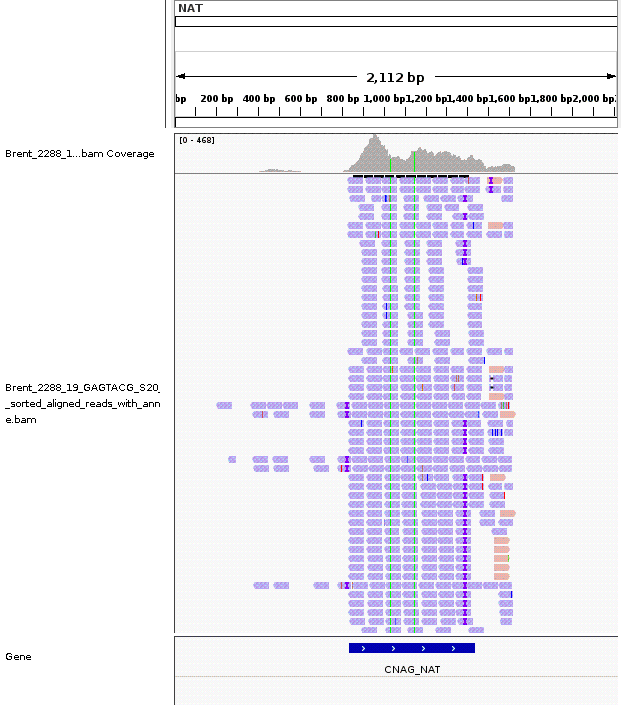 NAT
2,112 bp
bp 200 bp 400 bp 600 bp 800 bp 1,000 bp 1,200 bp 1,400 bp 1,600 bp 1,800 bp 2,000 bp 2
[0 - 468]
Brent_2288_1...bam Coverage
Brent_2288_19_GAGTACG_S20_
_sorted_aligned_reads_with_ann
e.bam
Gene
CNAG_NAT